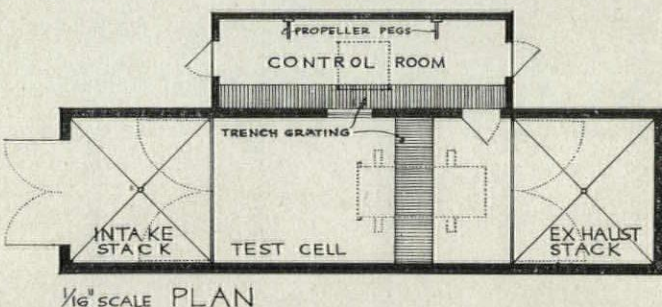 PROPELLER PEGS
CONTROL ROOM
TRENCH GRATING
INTAKE
STACK
TEST CELL
EXHAUST
STACK
1/16" SCALE PLAN